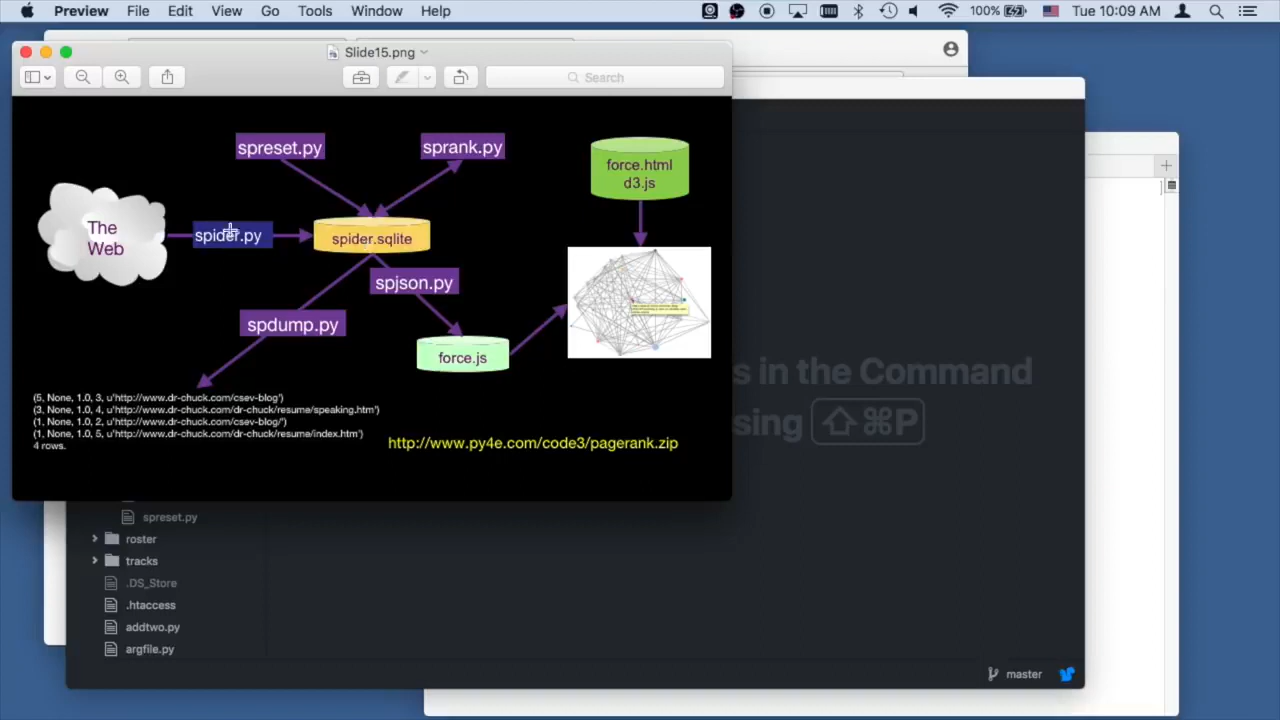 Preview File Edit View Go Tools Window Help 100% Tue 10:09 AM
Slide15.png
Search
spreset.py
sprank.py
force.html
d3.js
The
Web
spider.py
spider.sqlite
spjson.py
spdump.py
force.js
(5, None, 1.0, 3, u'http://www.dr-chuck.com/csev-blog')
(3, None, 1.0, 4, u'http://www.dr-chuck.com/dr-chuck/resume/speaking.htm')
(1, None, 1.0, 2, u'http://www.dr-chuck.com/csev-blog/')
(1, None, 1.0, 5, u'http://www.dr-chuck.com/dr-chuck/resume/index.htm')
4 rows.
http://www.py4e.com/code3/pagerank.zip
s in the Command
sing ⇧⌘P
spreset.py
roster
tracks
.DS_Store
.htaccess
addtwo.py
argfile.py
master